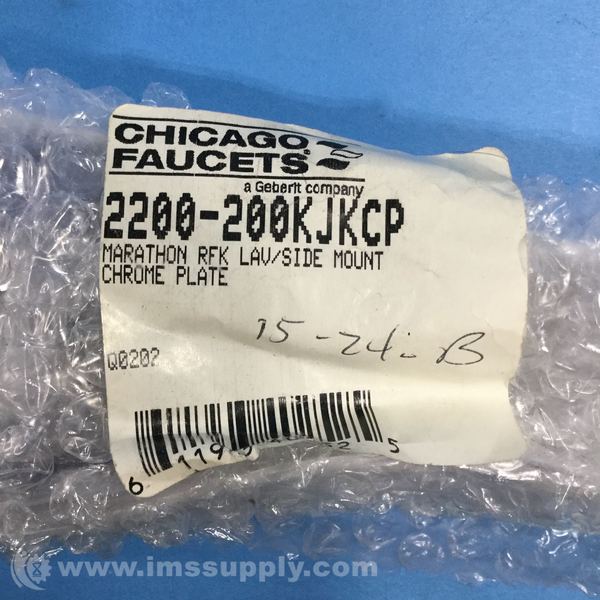 CHICAGO
FAUCETS®
a Geberit company
2200-200KJKCP
MARATHON RFK LAV/SIDE MOUNT
CHROME PLATE
15-24. B
Q0202
www.imssupply.com